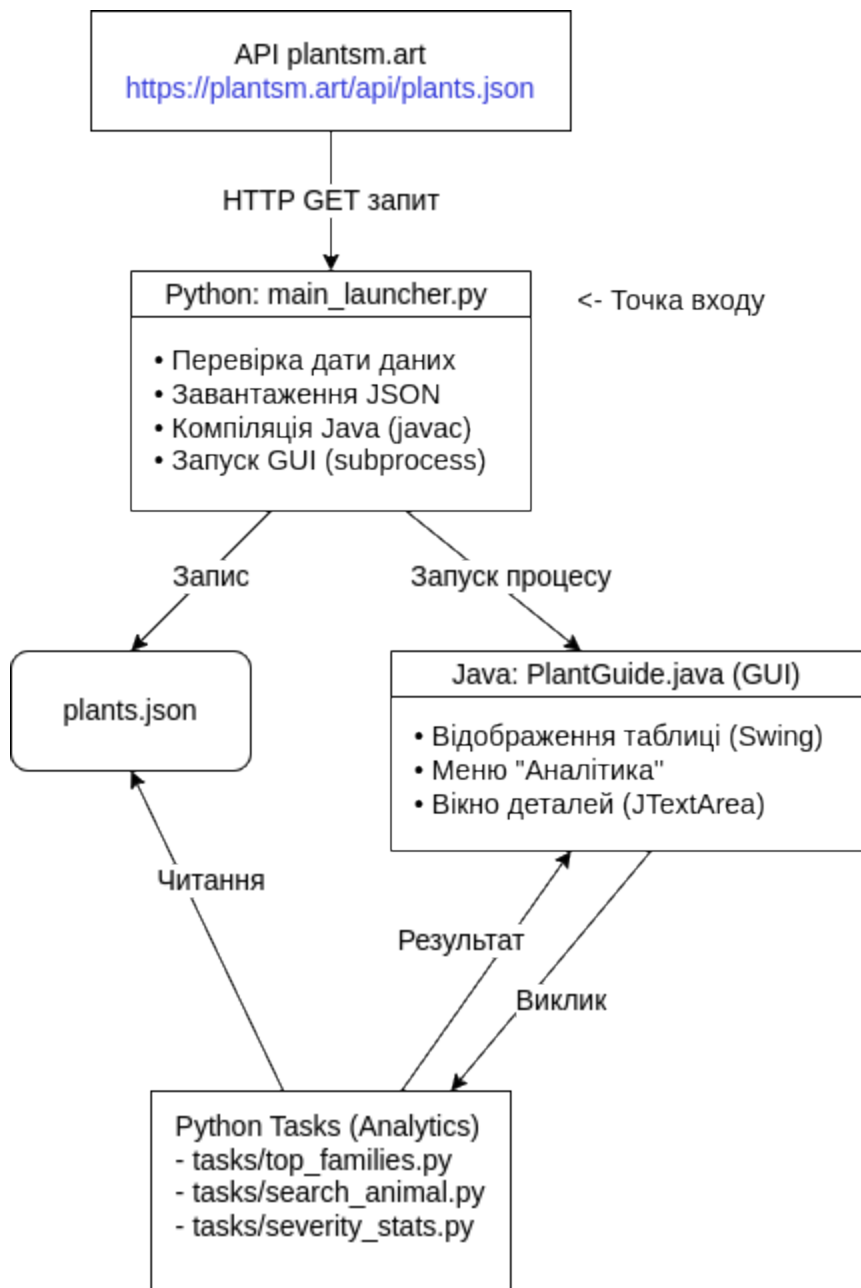 API plantsm.art
https://plantsm.art/api/plants.json
HTTP GET запит
Python: main_launcher.py
<- Точка входу
• Перевірка дати даних
• Завантаження JSON
• Компіляція Java (javac)
• Запуск GUI (subprocess)
Запис
Запуск процесу
plants.json
Java: PlantGuide.java (GUI)
• Відображення таблиці (Swing)
• Меню "Аналітика"
• Вікно деталей (JTextArea)
Читання
Результат
Виклик
Python Tasks (Analytics)
- tasks/top_families.py
- tasks/search_animal.py
- tasks/severity_stats.py